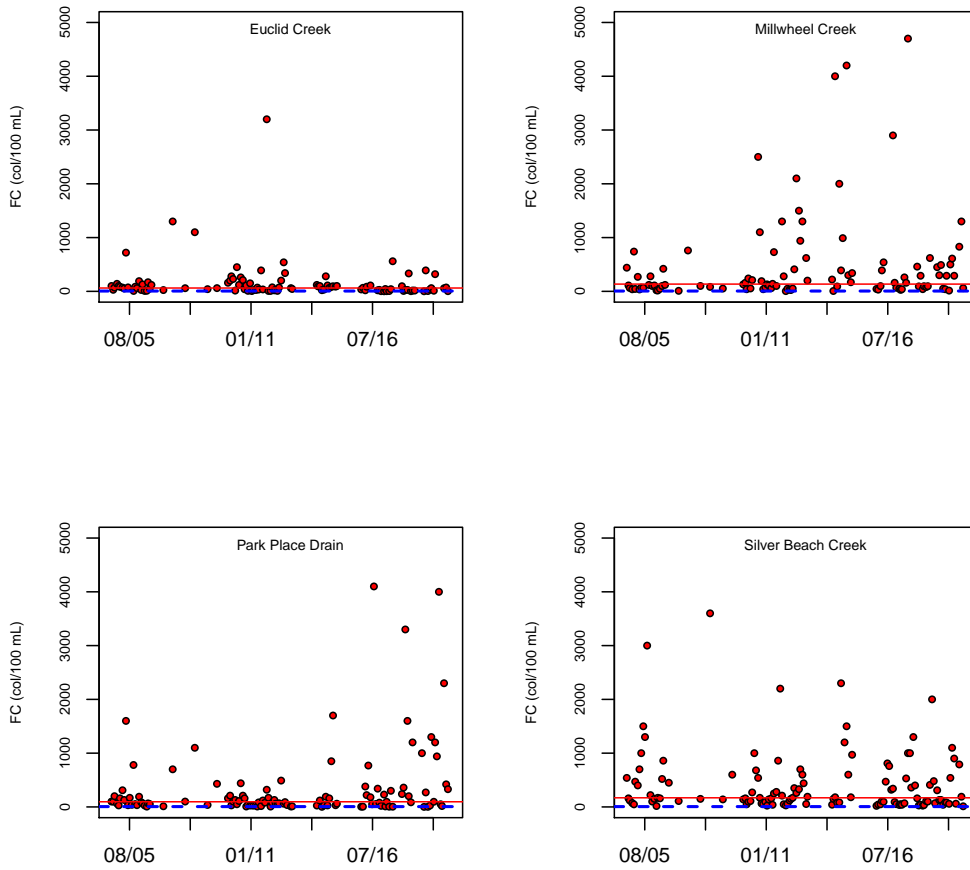 Euclid Creek
FC (col/100 mL)
5000
4000
3000
2000
1000
0
08/05 01/11 07/16
Millwheel Creek
FC (col/100 mL)
5000
4000
3000
2000
1000
0
08/05 01/11 07/16
Park Place Drain
FC (col/100 mL)
5000
4000
3000
2000
1000
0
08/05 01/11 07/16
Silver Beach Creek
FC (col/100 mL)
5000
4000
3000
2000
1000
0
08/05 01/11 07/16